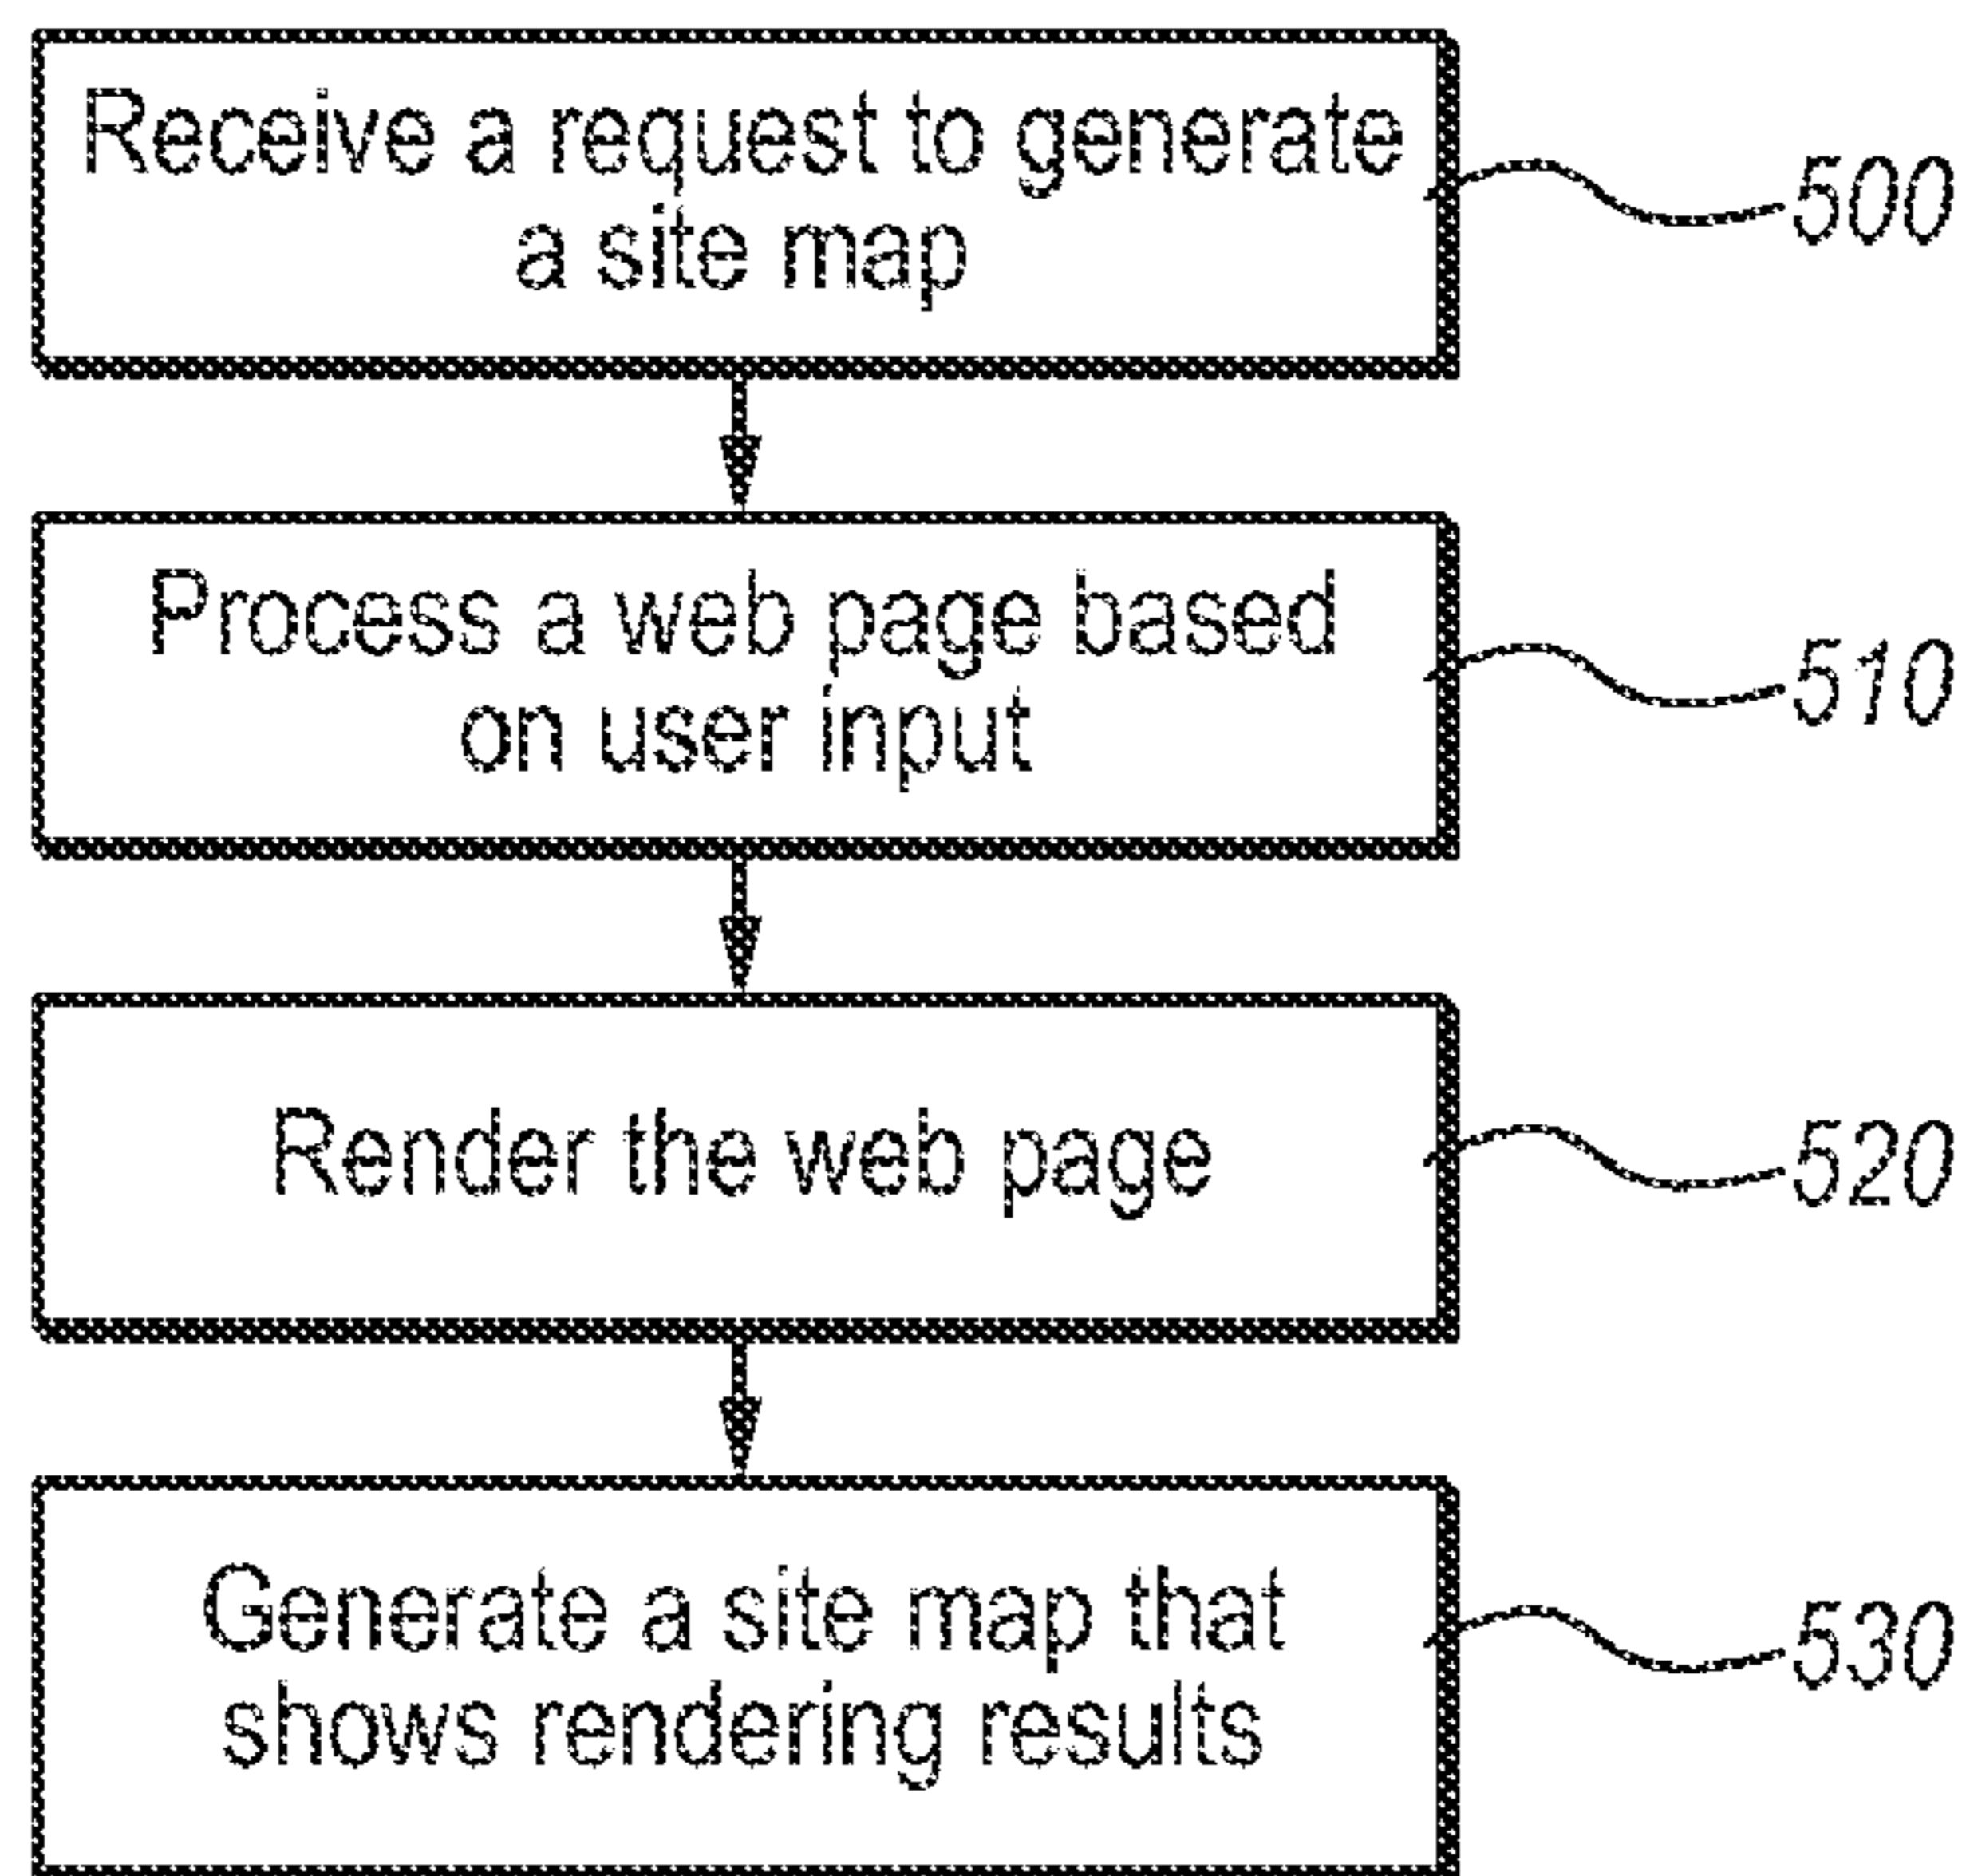 Receive a request to generate
a site map
500
Process a web page based
on user input
510
Render the web page
520
Generate a site map that
shows rendering results
530